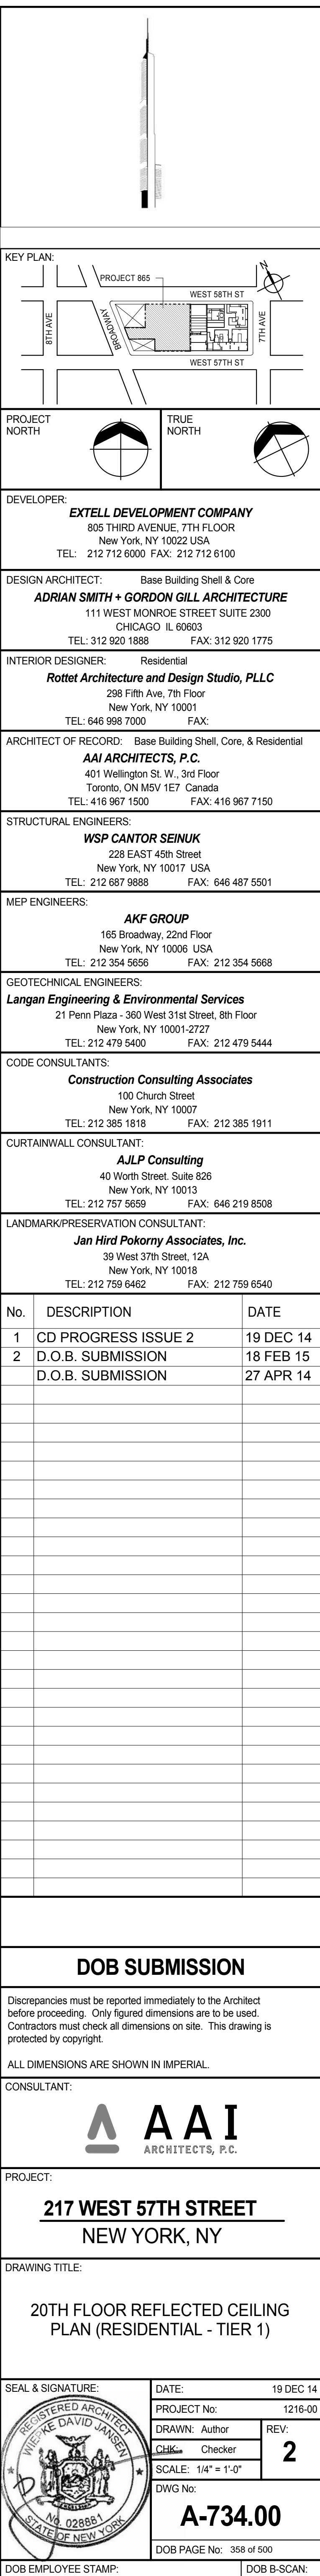 KEY PLAN:
N
PROJECT 865
WEST 58TH ST
8TH AVE
BROADWAY
7TH AVE
WEST 57TH ST
PROJECT
NORTH
TRUE
NORTH
DEVELOPER:
EXTELL DEVELOPMENT COMPANY
805 THIRD AVENUE, 7TH FLOOR
New York, NY 10022 USA
TEL: 212 712 6000 FAX: 212 712 6100
DESIGN ARCHITECT: Base Building Shell & Core
ADRIAN SMITH + GORDON GILL ARCHITECTURE
111 WEST MONROE STREET SUITE 2300
CHICAGO IL 60603
TEL: 312 920 1888 FAX: 312 920 1775
INTERIOR DESIGNER: Residential
Rottet Architecture and Design Studio, PLLC
298 Fifth Ave, 7th Floor
New York, NY 10001
TEL: 646 998 7000 FAX:
ARCHITECT OF RECORD: Base Building Shell, Core, & Residential
AAI ARCHITECTS, P.C.
401 Wellington St. W., 3rd Floor
Toronto, ON M5V 1E7 Canada
TEL: 416 967 1500 FAX: 416 967 7150
STRUCTURAL ENGINEERS:
WSP CANTOR SEINUK
228 EAST 45th Street
New York, NY 10017 USA
TEL: 212 687 9888 FAX: 646 487 5501
MEP ENGINEERS:
AKF GROUP
165 Broadway, 22nd Floor
New York, NY 10006 USA
TEL: 212 354 5656 FAX: 212 354 5668
GEOTECHNICAL ENGINEERS:
Langan Engineering & Environmental Services
21 Penn Plaza - 360 West 31st Street, 8th Floor
New York, NY 10001-2727
TEL: 212 479 5400 FAX: 212 479 5444
CODE CONSULTANTS:
Construction Consulting Associates
100 Church Street
New York, NY 10007
TEL: 212 385 1818 FAX: 212 385 1911
CURTAINWALL CONSULTANT:
AJLP Consulting
40 Worth Street. Suite 826
New York, NY 10013
TEL: 212 757 5659 FAX: 646 219 8508
LANDMARK/PRESERVATION CONSULTANT:
Jan Hird Pokorny Associates, Inc.
39 West 37th Street, 12A
New York, NY 10018
TEL: 212 759 6462 FAX: 212 759 6540
No. DESCRIPTION DATE
1 CD PROGRESS ISSUE 2 19 DEC 14
2 D.O.B. SUBMISSION 18 FEB 15
D.O.B. SUBMISSION 27 APR 14
DOB SUBMISSION
Discrepancies must be reported immediately to the Architect
before proceeding. Only figured dimensions are to be used.
Contractors must check all dimensions on site. This drawing is
protected by copyright.
ALL DIMENSIONS ARE SHOWN IN IMPERIAL.
CONSULTANT:
AAI
ARCHITECTS, P.C.
PROJECT:
217 WEST 57TH STREET
NEW YORK, NY
DRAWING TITLE:
20TH FLOOR REFLECTED CEILING
PLAN (RESIDENTIAL - TIER 1)
SEAL & SIGNATURE:
REGISTERED ARCHITECT
WIEPKE DAVID JANSEN
No. 028881
STATE OF NEW YORK
DATE: 19 DEC 14
PROJECT No: 1216-00
DRAWN: Author
REV:
CHK: Checker
2
SCALE: 1/4" = 1'-0"
DWG No:
A-734.00
DOB PAGE No: 358 of 500
DOB EMPLOYEE STAMP:
DOB B-SCAN: